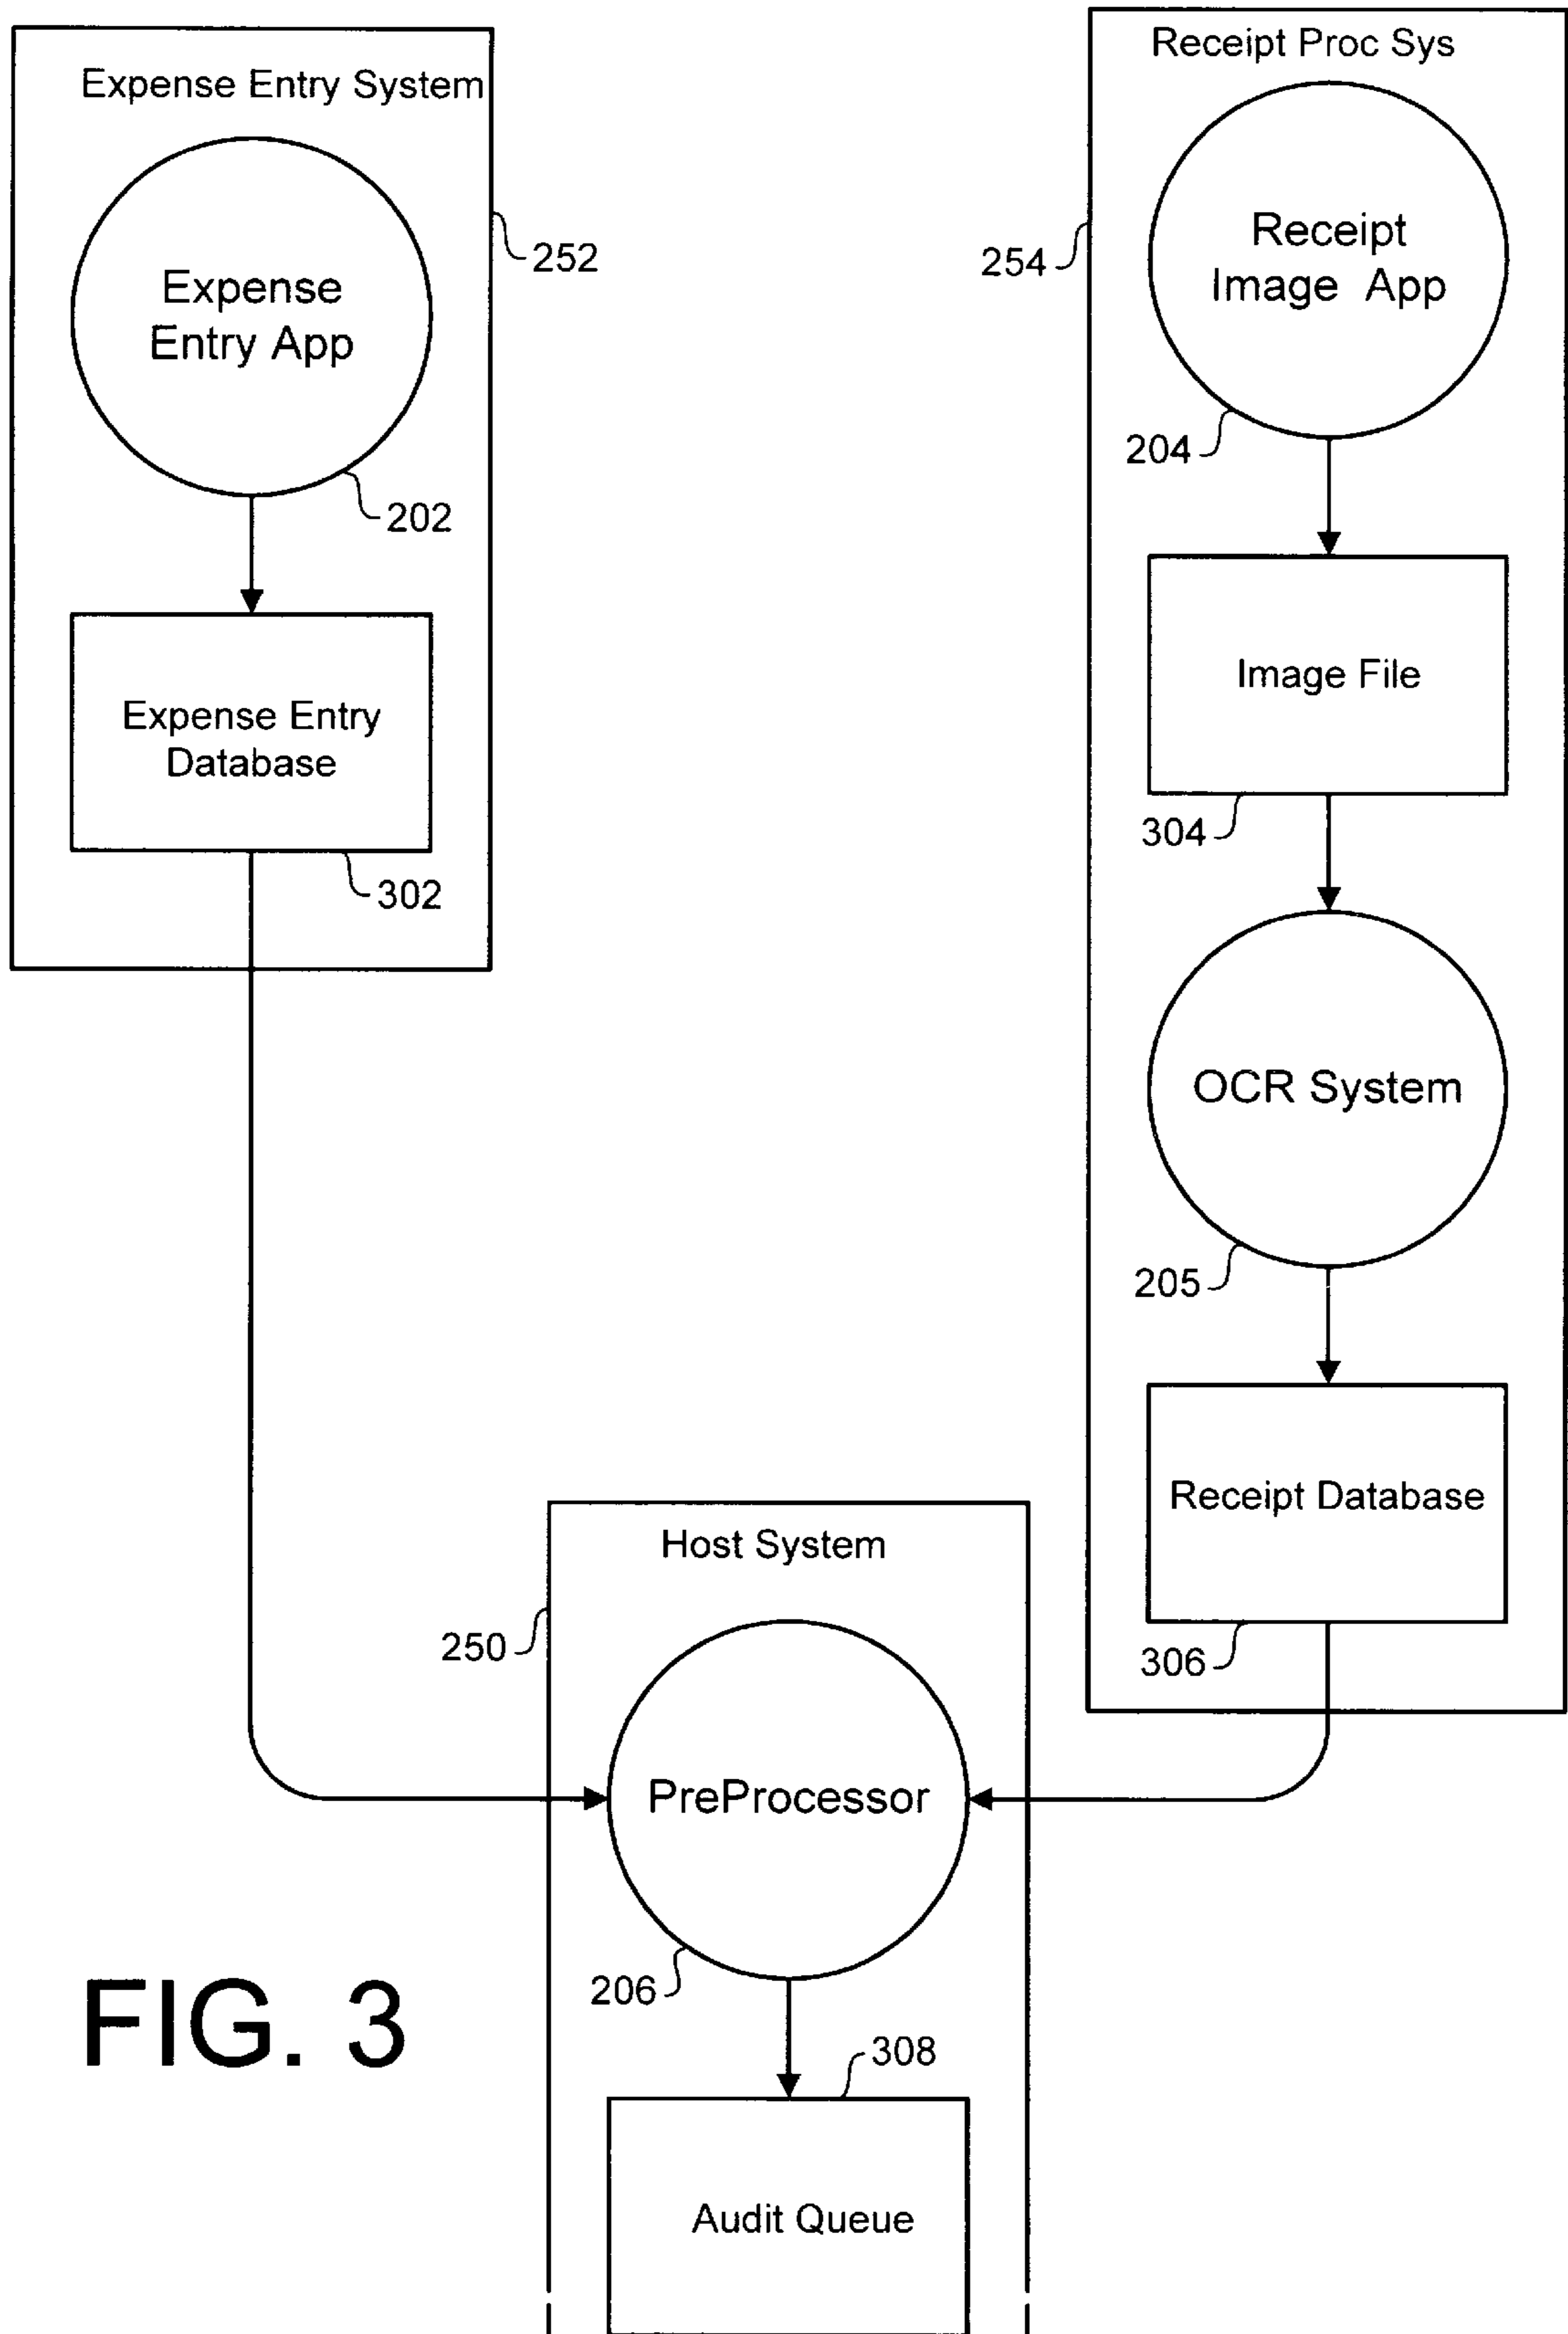 Expense Entry System
Expense
Entry App
252
202
Expense Entry
Database
302
Receipt Proc Sys
Receipt
Image App
254
204
Image File
304
OCR System
205
Receipt Database
306
Host System
250
PreProcessor
206
308
Audit Queue
FIG. 3